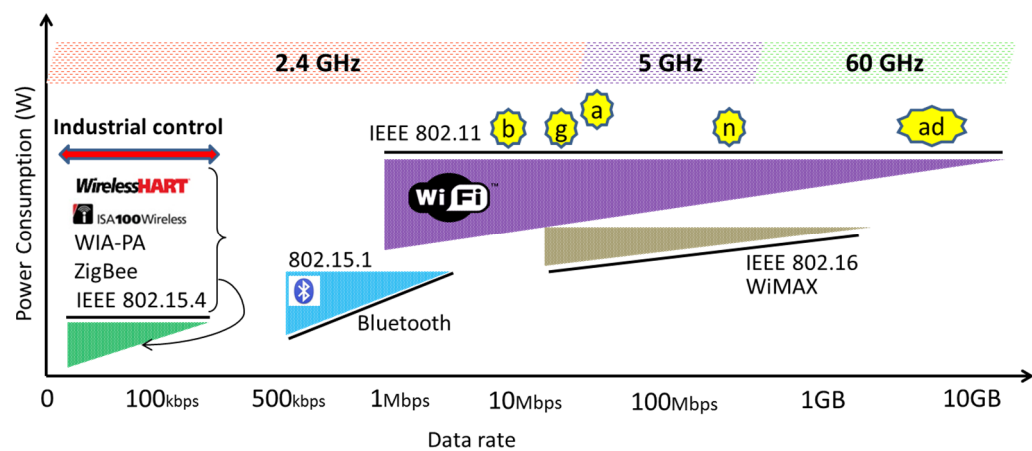 2.4 GHz
5 GHz
60 GHz
Power Consumption (W)
Industrial control
IEEE 802.11
b
g
a
n
ad
WirelessHART
ISA100Wireless
WIA-PA
ZigBee
IEEE 802.15.4
Wi Fi™
802.15.1
Bluetooth
IEEE 802.16
WiMAX
0
100kbps
500kbps
1Mbps
10Mbps
100Mbps
1GB
10GB
Data rate